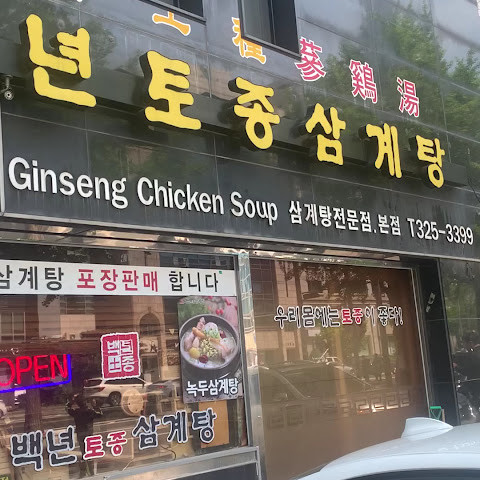 土種蔘鷄湯
년토종삼계탕
Ginseng Chicken Soup 삼계탕전문점.본점 T325-3399
삼계탕 포장판매 합니다
우리몸에는토종이 좋다!
OPEN
백년
토종
녹두삼계탕
백년토종삼계탕